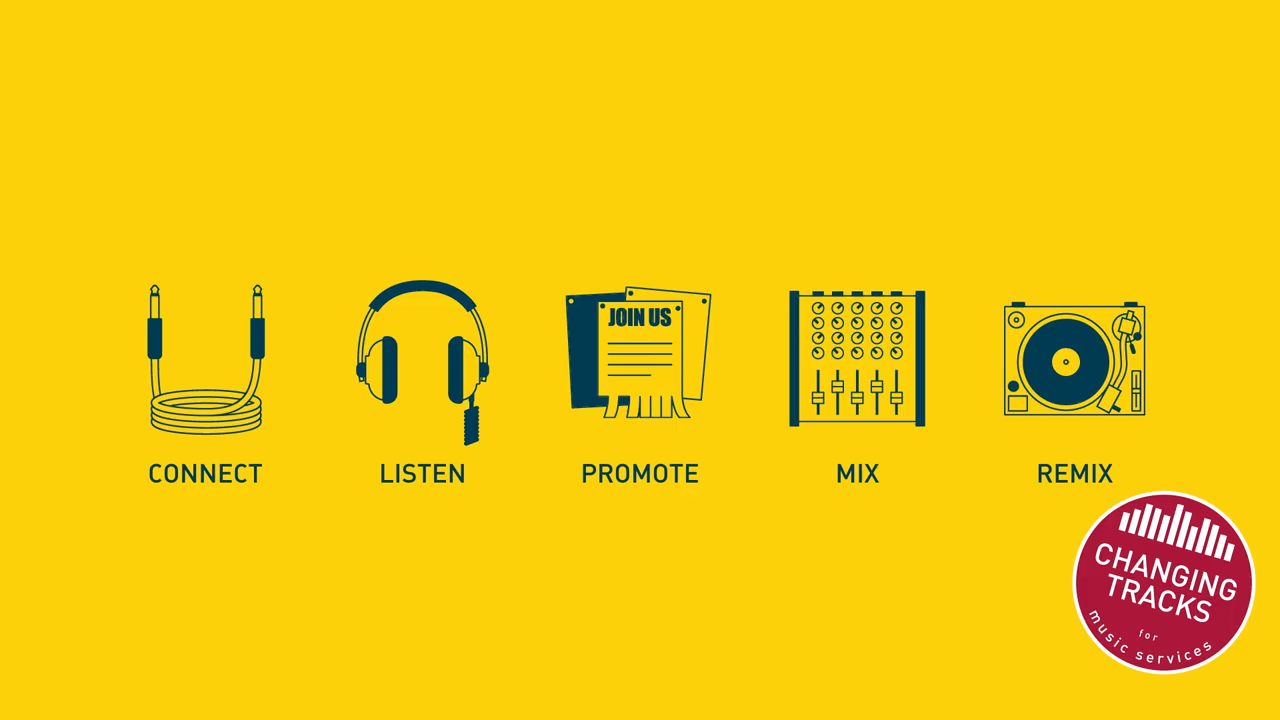 JOIN US
CONNECT
LISTEN
PROMOTE
MIX
REMIX
CHANGING
TRACKS
for
music services